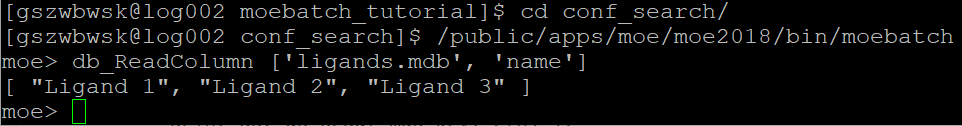 [gszwbwsk@log002 moebatch_tutorial]$ cd conf_search/
[gszwbwsk@log002 conf_search]$ /public/apps/moe/moe2018/bin/moebatch
moe> db_ReadColumn ['ligands.mdb', 'name']
[ "Ligand 1", "Ligand 2", "Ligand 3" ]
moe>